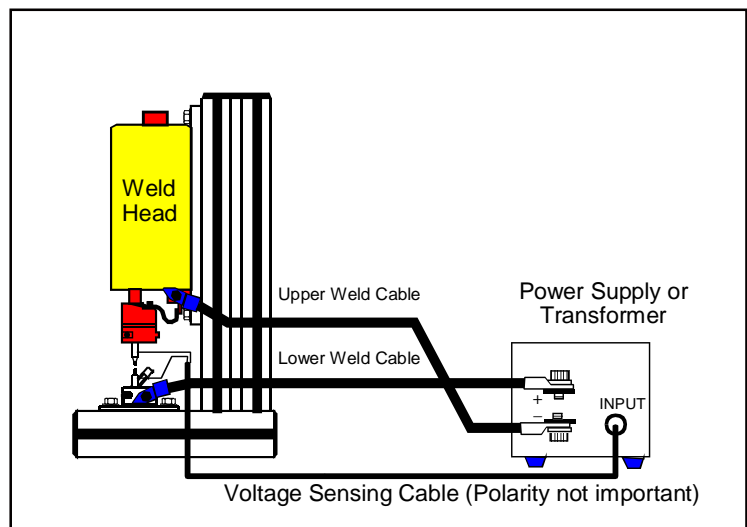 Weld
Head
Upper Weld Cable
Power Supply or
Transformer
Lower Weld Cable
+
–
INPUT
Voltage Sensing Cable (Polarity not important)